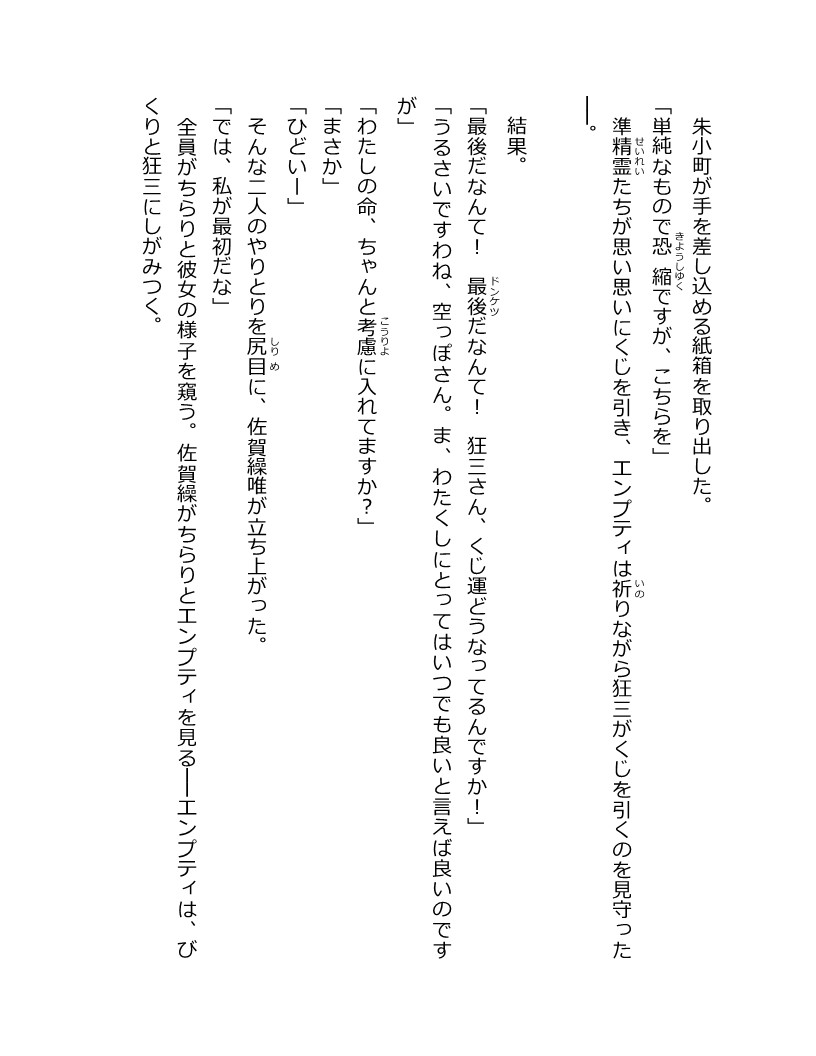 朱小町が手を差し込める紙箱を取り出した。
「単純なもので恐縮ですが、こちらを」
準精霊たちが思い思いにくじを引き、エンプティは祈りながら狂三がくじを引くのを見守った
――。
結果。
「最後だなんて！　最後だなんて！　狂三さん、くじ運どうなってるんですか！」
「うるさいですわね、空っぽさん。ま、わたくしにとってはいつでも良いと言えば良いのです
が」
「わたしの命、ちゃんと考慮に入れてますか？」
「まさか」
「ひどいー」
そんな二人のやりとりを尻目に、佐賀繰唯が立ち上がった。
「では、私が最初だな」
全員がちらりと彼女の様子を窺う。佐賀繰がちらりとエンプティを見る――エンプティは、び
くりと狂三にしがみつく。